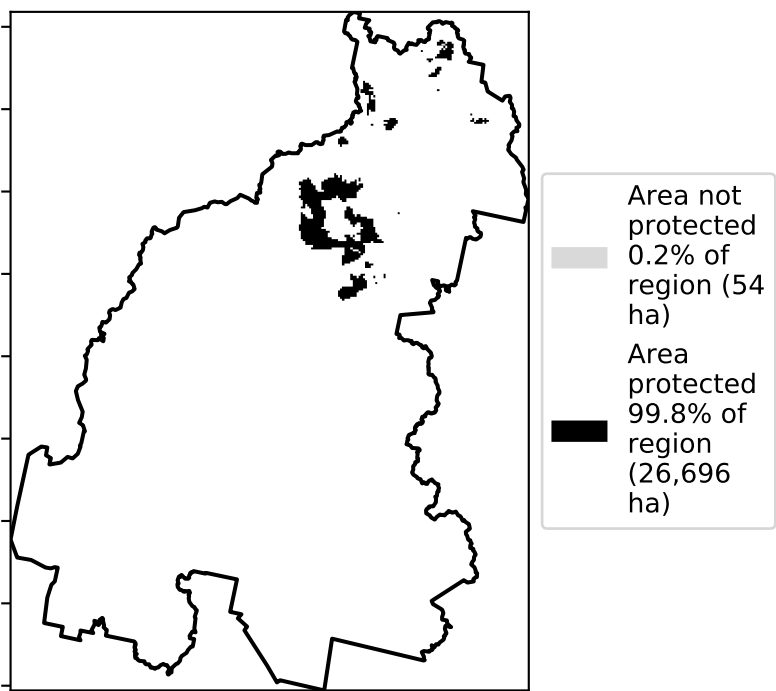 Area not
protected
0.2% of
region (54
ha)
Area
protected
99.8% of
region
(26,696
ha)